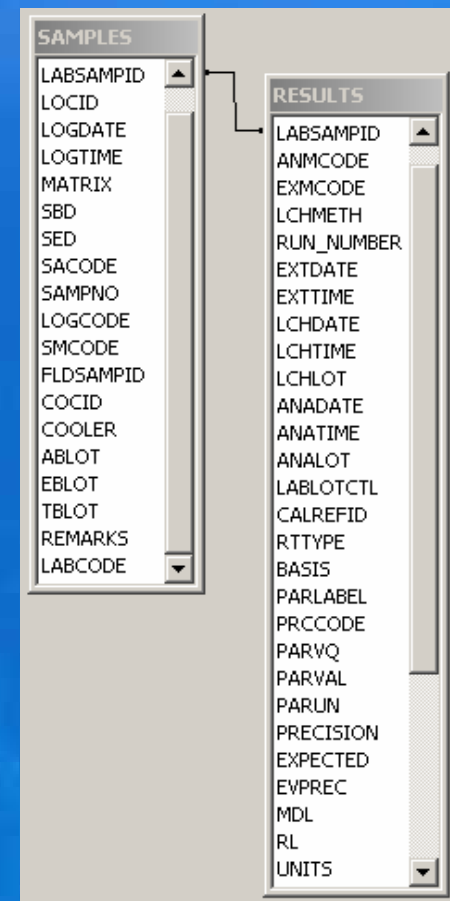 SAMPLES
LABSAMPID
LOCID
LOGDATE
LOGTIME
MATRIX
SBD
SED
SACODE
SAMPNO
LOGCODE
SMCODE
FLDSAMPID
COCID
COOLER
ABLOT
EBLOT
TBLOT
REMARKS
LABCODE
RESULTS
LABSAMPID
ANMCODE
EXMCODE
LCHMETH
RUN_NUMBER
EXTDATE
EXTTIME
LCHDATE
LCHTIME
LCHLOT
ANADATE
ANATIME
ANALOT
LABLOTCTL
CALREFID
RTTYPE
BASIS
PARLABEL
PRCCODE
PARVQ
PARVAL
PARUN
PRECISION
EXPECTED
EVPREC
MDL
RL
UNITS